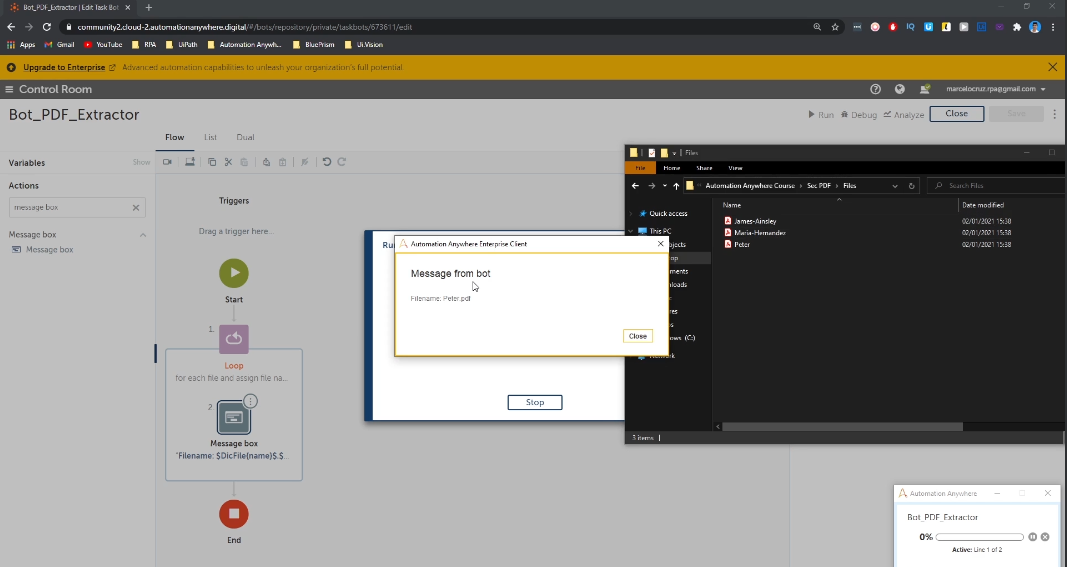 Bot_PDF_Extractor | Edit Task Bot
community2.cloud-2.automationanywhere.digital/#/bots/repository/private/taskbots/673611/edit
Apps
Gmail
YouTube
RPA
UiPath
Automation Anywh...
BluePrism
Ui.Vision
Upgrade to Enterprise
Advanced automation capabilities to unleash your organization's full potential.
Control Room
marcelocruz.rpa@gmail.com
Bot_PDF_Extractor
Run
Debug
Analyze
Close
Save
Flow
List
Dual
Variables
Show
Actions
message box
Message box
Message box
Triggers
Drag a trigger here...
Start
1.
Loop
for each file and assign file na...
2.
Message box
"Filename: $DicFile{name}$.$...
End
Ru
Automation Anywhere Enterprise Client
Message from bot
Filename: Peter.pdf
Close
Stop
Files
File
Home
Share
View
Automation Anywhere Course
Sec PDF
Files
Search Files
Name
Date modified
Quick access
This PC
James-Ainsley
02/01/2021 15:38
Maria-Hernandez
02/01/2021 15:38
Peter
02/01/2021 15:38
(C:)
3 items
Automation Anywhere
Bot_PDF_Extractor
0%
Active: Line 1 of 2